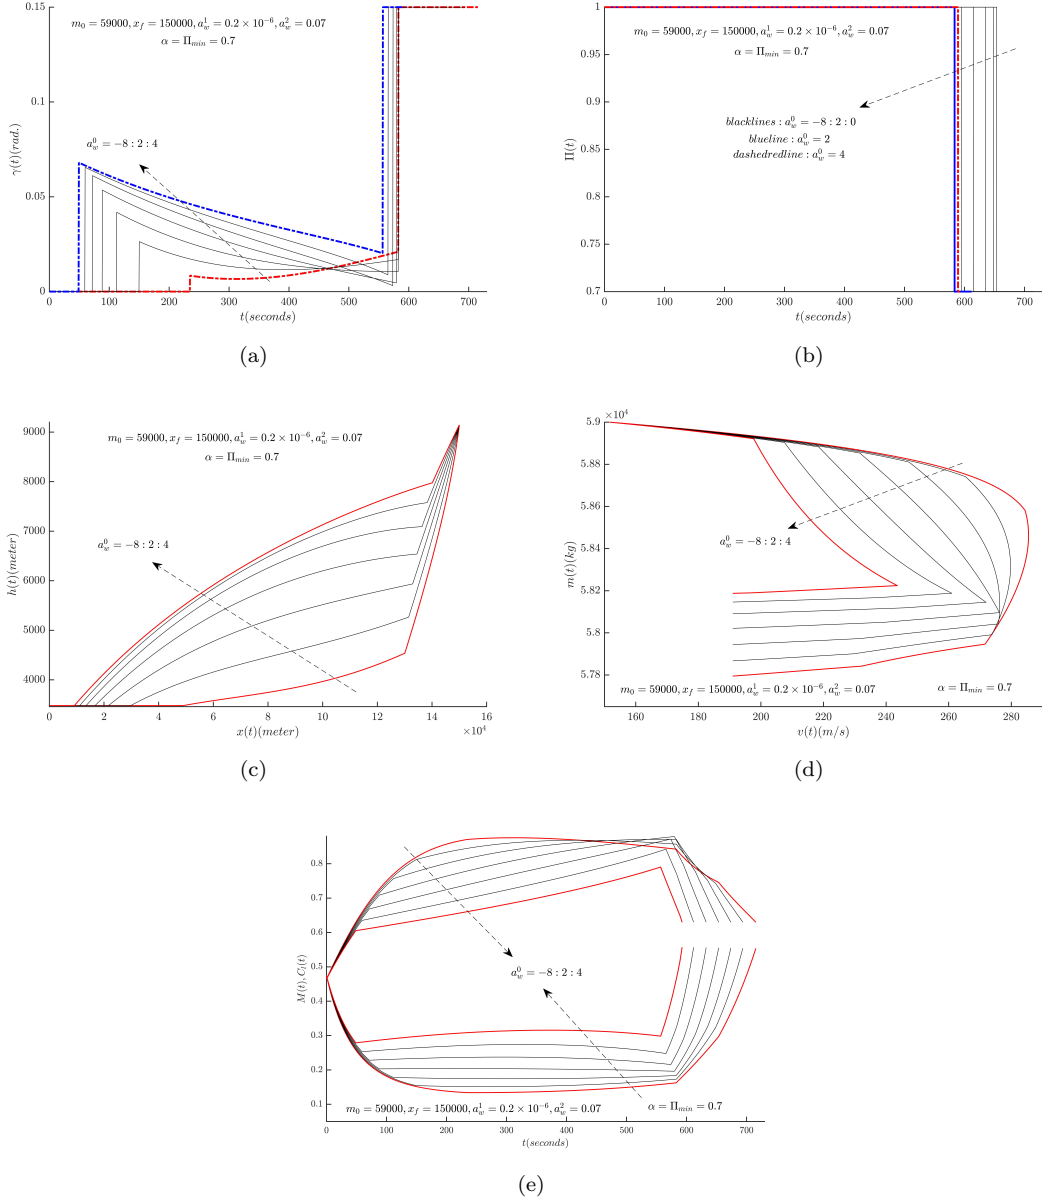 m₀ = 59000, x_f = 150000, a_w^1 = 0.2 × 10⁻⁶, a_w^2 = 0.07
α = Π_min = 0.7
a_w^0 = −8 : 2 : 4
γ(t)(rad.)
0.15
0.1
0.05
0
0 100 200 300 400 500 600 700
t(seconds)
(a)
m₀ = 59000, x_f = 150000, a_w^1 = 0.2 × 10⁻⁶, a_w^2 = 0.07
α = Π_min = 0.7
blacklines : a_w^0 = −8 : 2 : 0
blueline : a_w^0 = 2
dashedredline : a_w^0 = 4
Π(t)
1
0.95
0.9
0.85
0.8
0.75
0.7
0 100 200 300 400 500 600 700
t(seconds)
(b)
m₀ = 59000, x_f = 150000, a_w^1 = 0.2 × 10⁻⁶, a_w^2 = 0.07
α = Π_min = 0.7
a_w^0 = −8 : 2 : 4
h(t)(meter)
9000
8000
7000
6000
5000
4000
0 2 4 6 8 10 12 14 16
×10⁴
x(t)(meter)
(c)
×10⁴
5.9
5.88
5.86
5.84
5.82
5.8
5.78
m(t)(kg)
a_w^0 = −8 : 2 : 4
m₀ = 59000, x_f = 150000, a_w^1 = 0.2 × 10⁻⁶, a_w^2 = 0.07
α = Π_min = 0.7
160 180 200 220 240 260 280
v(t)(m/s)
(d)
M(t), C_l(t)
0.8
0.7
0.6
0.5
0.4
0.3
0.2
0.1
a_w^0 = −8 : 2 : 4
m₀ = 59000, x_f = 150000, a_w^1 = 0.2 × 10⁻⁶, a_w^2 = 0.07
α = Π_min = 0.7
0 100 200 300 400 500 600 700
t(seconds)
(e)